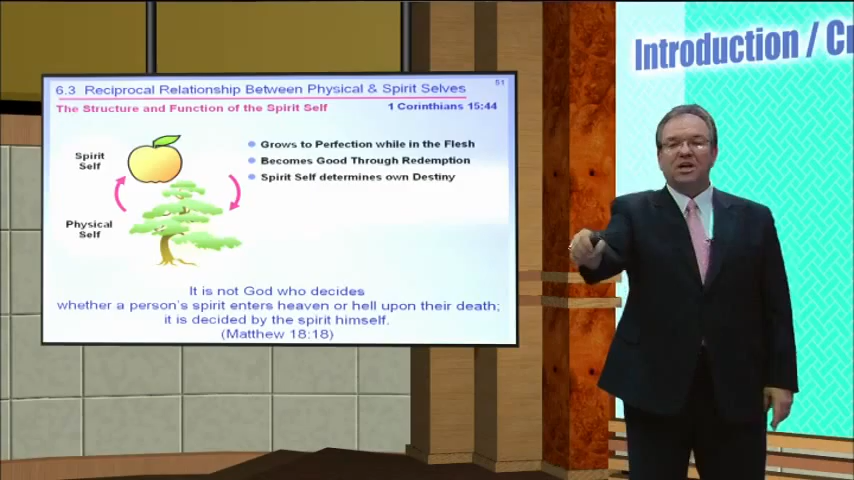 Introduction / Cr
6.3 Reciprocal Relationship Between Physical & Spirit Selves
51
The Structure and Function of the Spirit Self
1 Corinthians 15:44
Spirit
Self
Physical
Self
Grows to Perfection while in the Flesh
Becomes Good Through Redemption
Spirit Self determines own Destiny
It is not God who decides
whether a person's spirit enters heaven or hell upon their death;
it is decided by the spirit himself.
(Matthew 18:18)